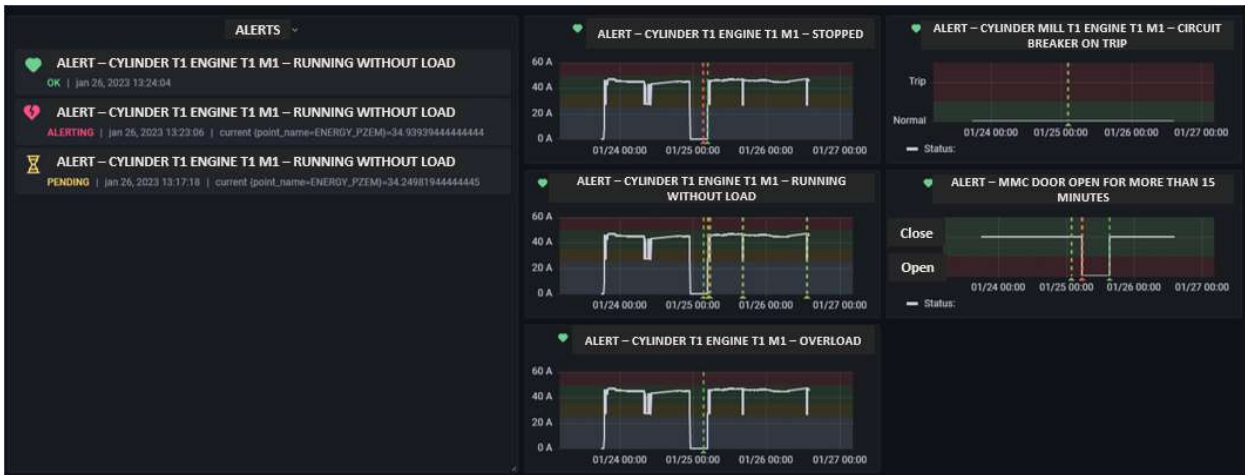 ALERTS
ALERT – CYLINDER T1 ENGINE T1 M1 – RUNNING WITHOUT LOAD
OK | jan 26, 2023 13:24:04
ALERT – CYLINDER T1 ENGINE T1 M1 – RUNNING WITHOUT LOAD
ALERTING | jan 26, 2023 13:23:06 | current {point_name=ENERGY_PZEM}=34.93939444444444
ALERT – CYLINDER T1 ENGINE T1 M1 – RUNNING WITHOUT LOAD
PENDING | jan 26, 2023 13:17:18 | current {point_name=ENERGY_PZEM}=34.24981944444445
ALERT – CYLINDER T1 ENGINE T1 M1 – STOPPED
60 A
40 A
20 A
0 A
01/24 00:00 01/25 00:00 01/26 00:00 01/27 00:00
ALERT – CYLINDER T1 ENGINE T1 M1 – RUNNING
WITHOUT LOAD
60 A
40 A
20 A
0 A
01/24 00:00 01/25 00:00 01/26 00:00 01/27 00:00
ALERT – CYLINDER T1 ENGINE T1 M1 – OVERLOAD
60 A
40 A
20 A
0 A
01/24 00:00 01/25 00:00 01/26 00:00 01/27 00:00
ALERT – CYLINDER MILL T1 ENGINE T1 M1 – CIRCUIT
BREAKER ON TRIP
Trip
Normal
01/24 00:00 01/25 00:00 01/26 00:00 01/27 00:00
Status:
ALERT – MMC DOOR OPEN FOR MORE THAN 15
MINUTES
Close
Open
01/24 00:00 01/25 00:00 01/26 00:00 01/27 00:00
Status: